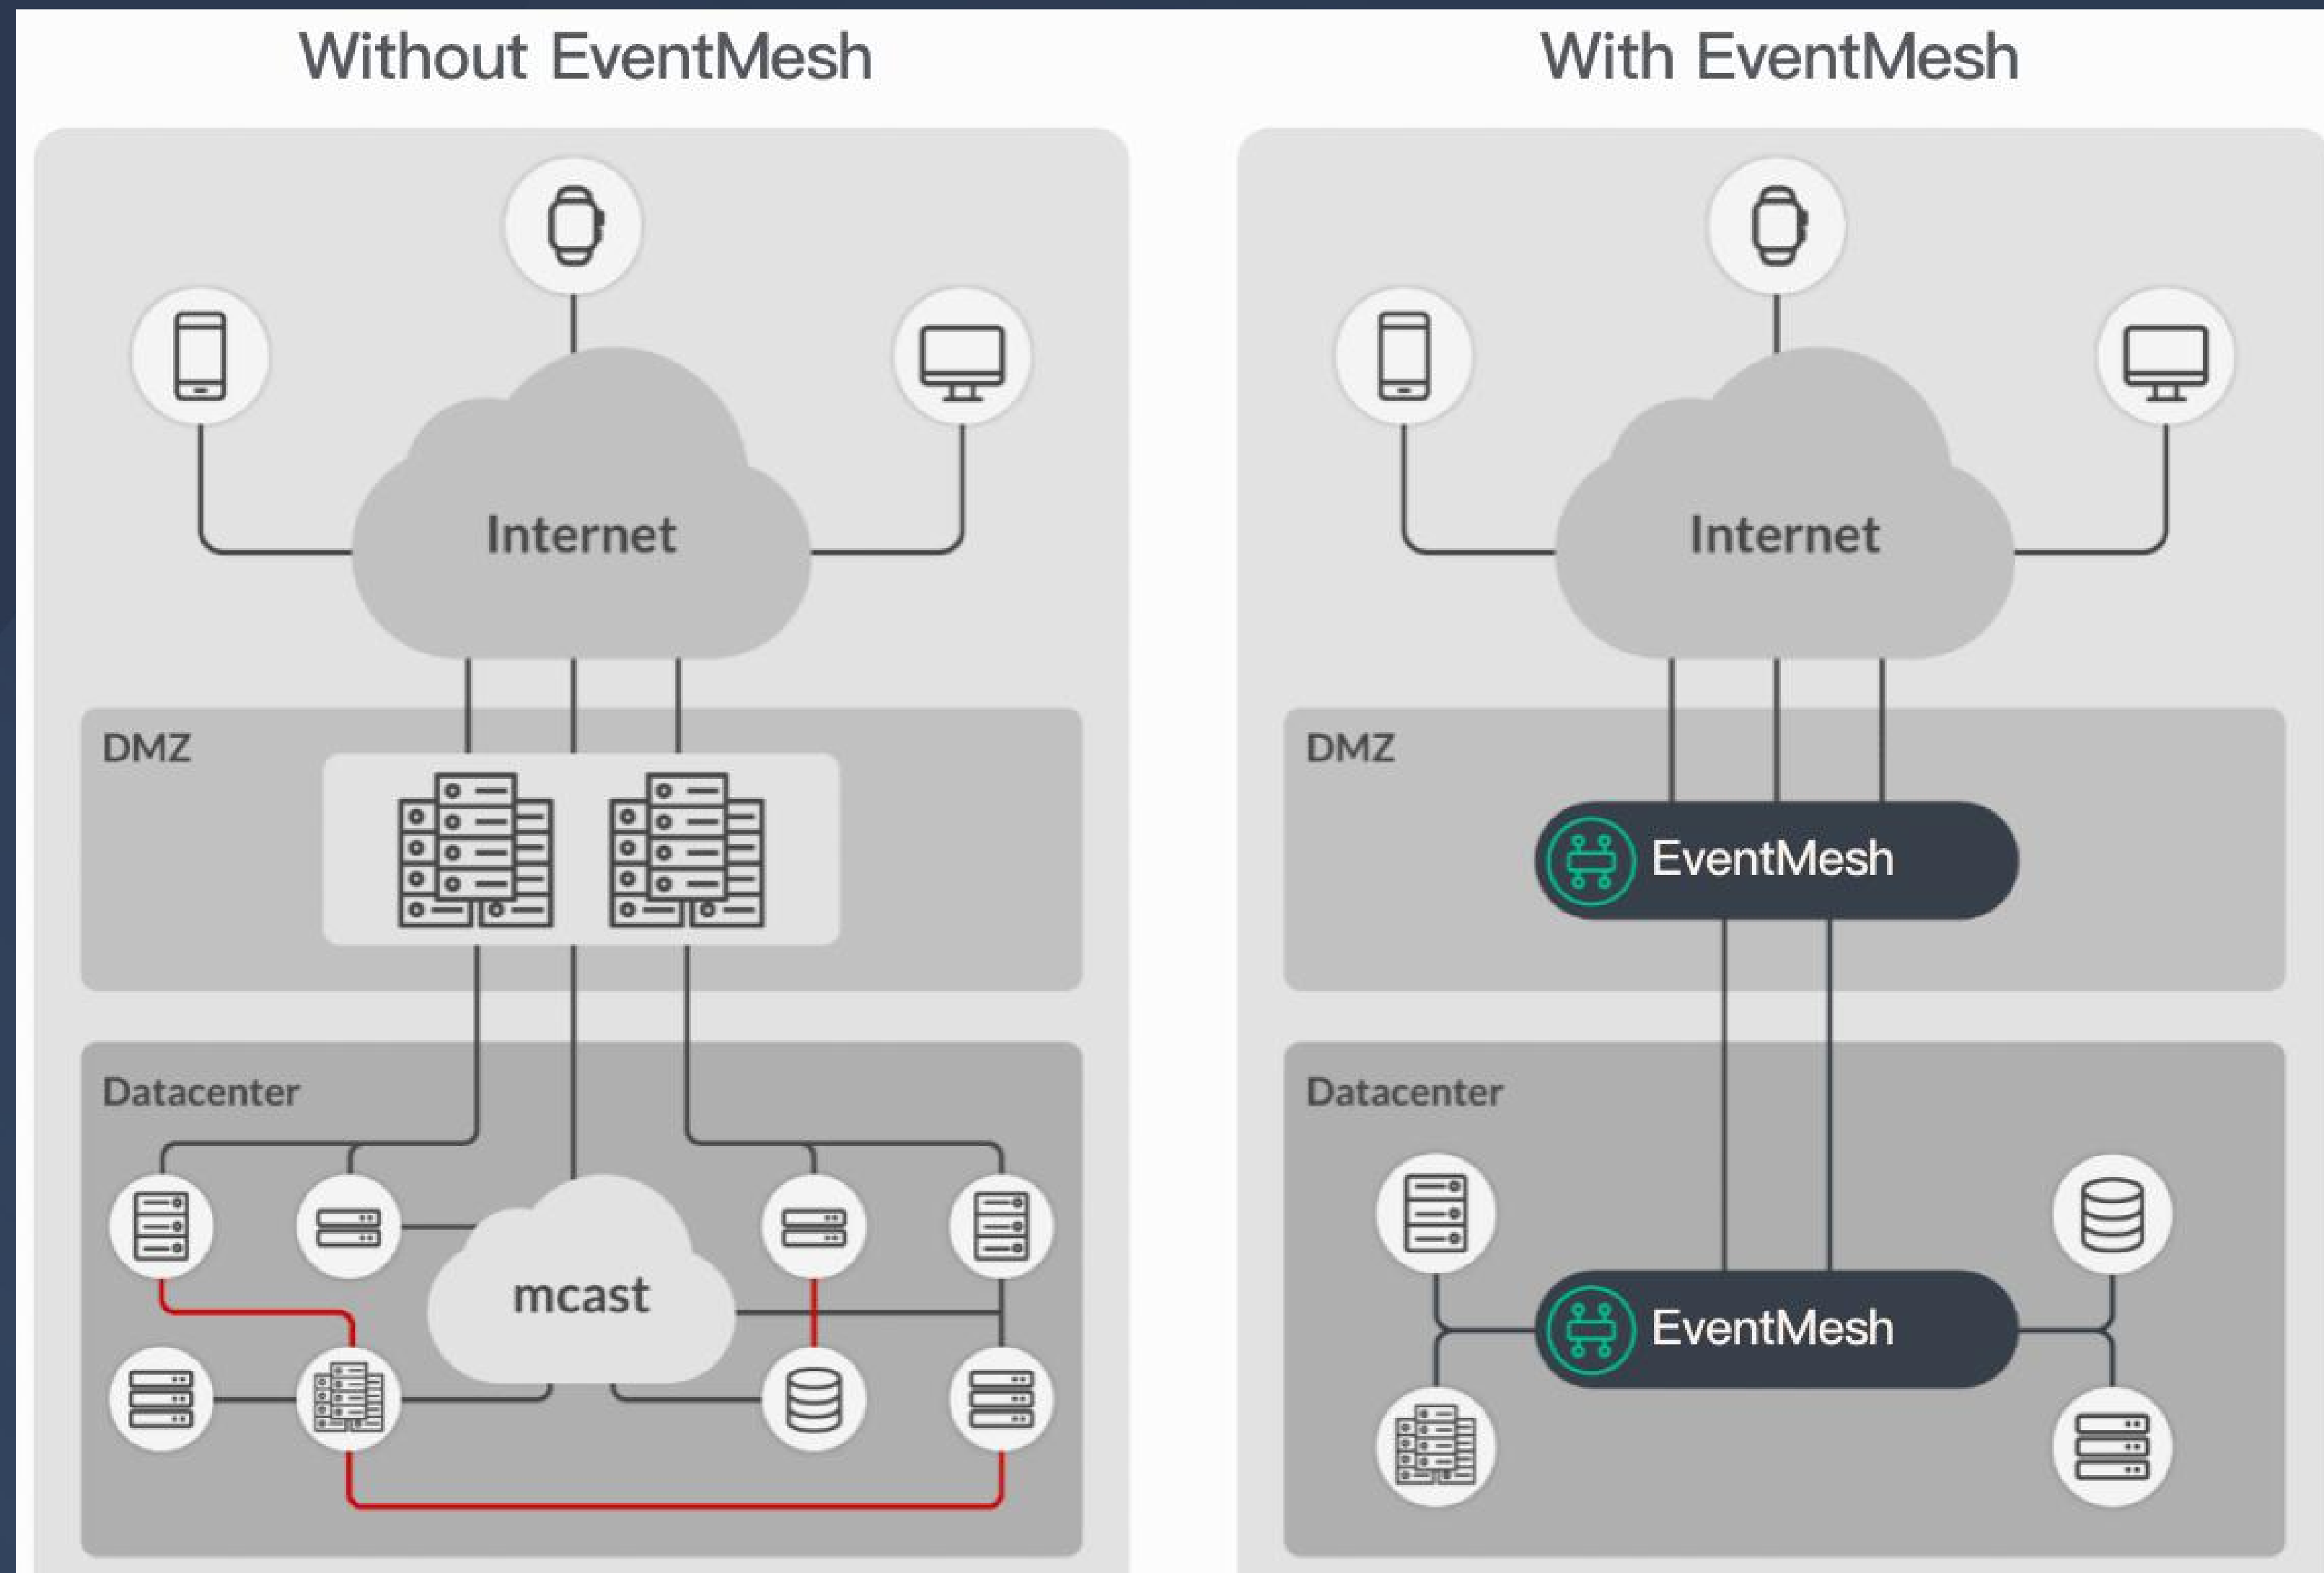 Without EventMesh
Internet
DMZ
Datacenter
mcast
With EventMesh
Internet
DMZ
EventMesh
Datacenter
EventMesh